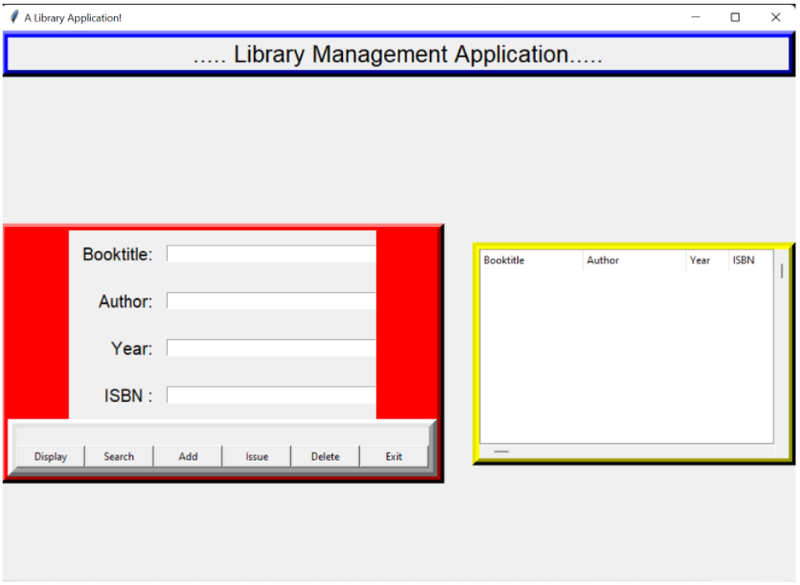 A Library Application!
..... Library Management Application.....
Booktitle:
Author:
Year:
ISBN :
Display Search Add Issue Delete Exit
Booktitle Author Year ISBN